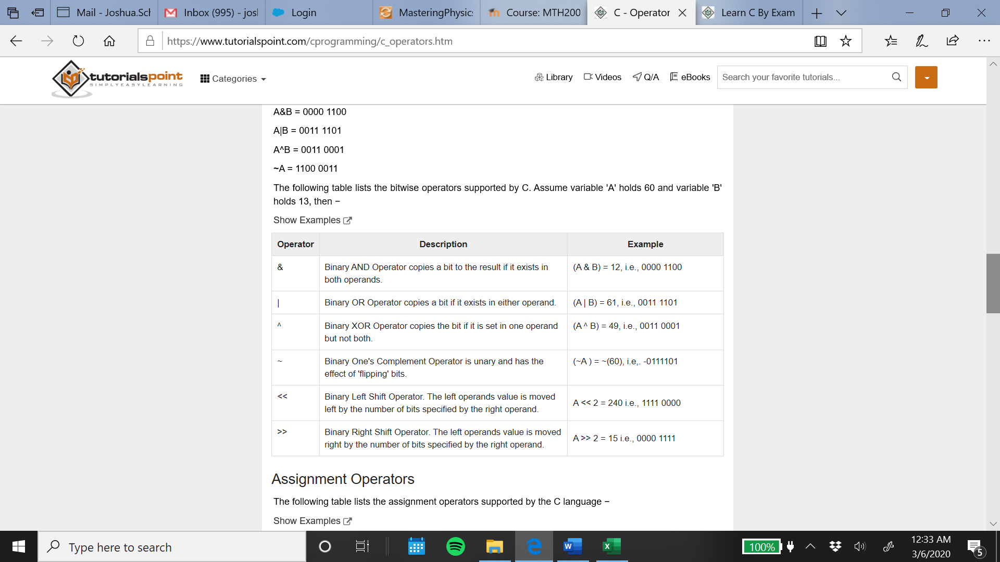 Mail - Joshua.Sch
Inbox (995) - josl
Login
MasteringPhysics
Course: MTH200
C - Operator
Learn C By Exam
https://www.tutorialspoint.com/cprogramming/c_operators.htm
tutorialspoint
SIMPLYEASYLEARNING
Categories
Library
Videos
Q/A
eBooks
Search your favorite tutorials...
A&B = 0000 1100
A|B = 0011 1101
A^B = 0011 0001
~A = 1100 0011
The following table lists the bitwise operators supported by C. Assume variable 'A' holds 60 and variable 'B'
holds 13, then −
Show Examples
Operator Description Example
& Binary AND Operator copies a bit to the result if it exists in (A & B) = 12, i.e., 0000 1100
both operands.
| Binary OR Operator copies a bit if it exists in either operand. (A | B) = 61, i.e., 0011 1101
^ Binary XOR Operator copies the bit if it is set in one operand (A ^ B) = 49, i.e., 0011 0001
but not both.
~ Binary One's Complement Operator is unary and has the (~A ) = ~(60), i.e,. -0111101
effect of 'flipping' bits.
<< Binary Left Shift Operator. The left operands value is moved A << 2 = 240 i.e., 1111 0000
left by the number of bits specified by the right operand.
>> Binary Right Shift Operator. The left operands value is moved A >> 2 = 15 i.e., 0000 1111
right by the number of bits specified by the right operand.
Assignment Operators
The following table lists the assignment operators supported by the C language −
Show Examples
Type here to search
W
X
100%
12:33 AM
3/6/2020
5